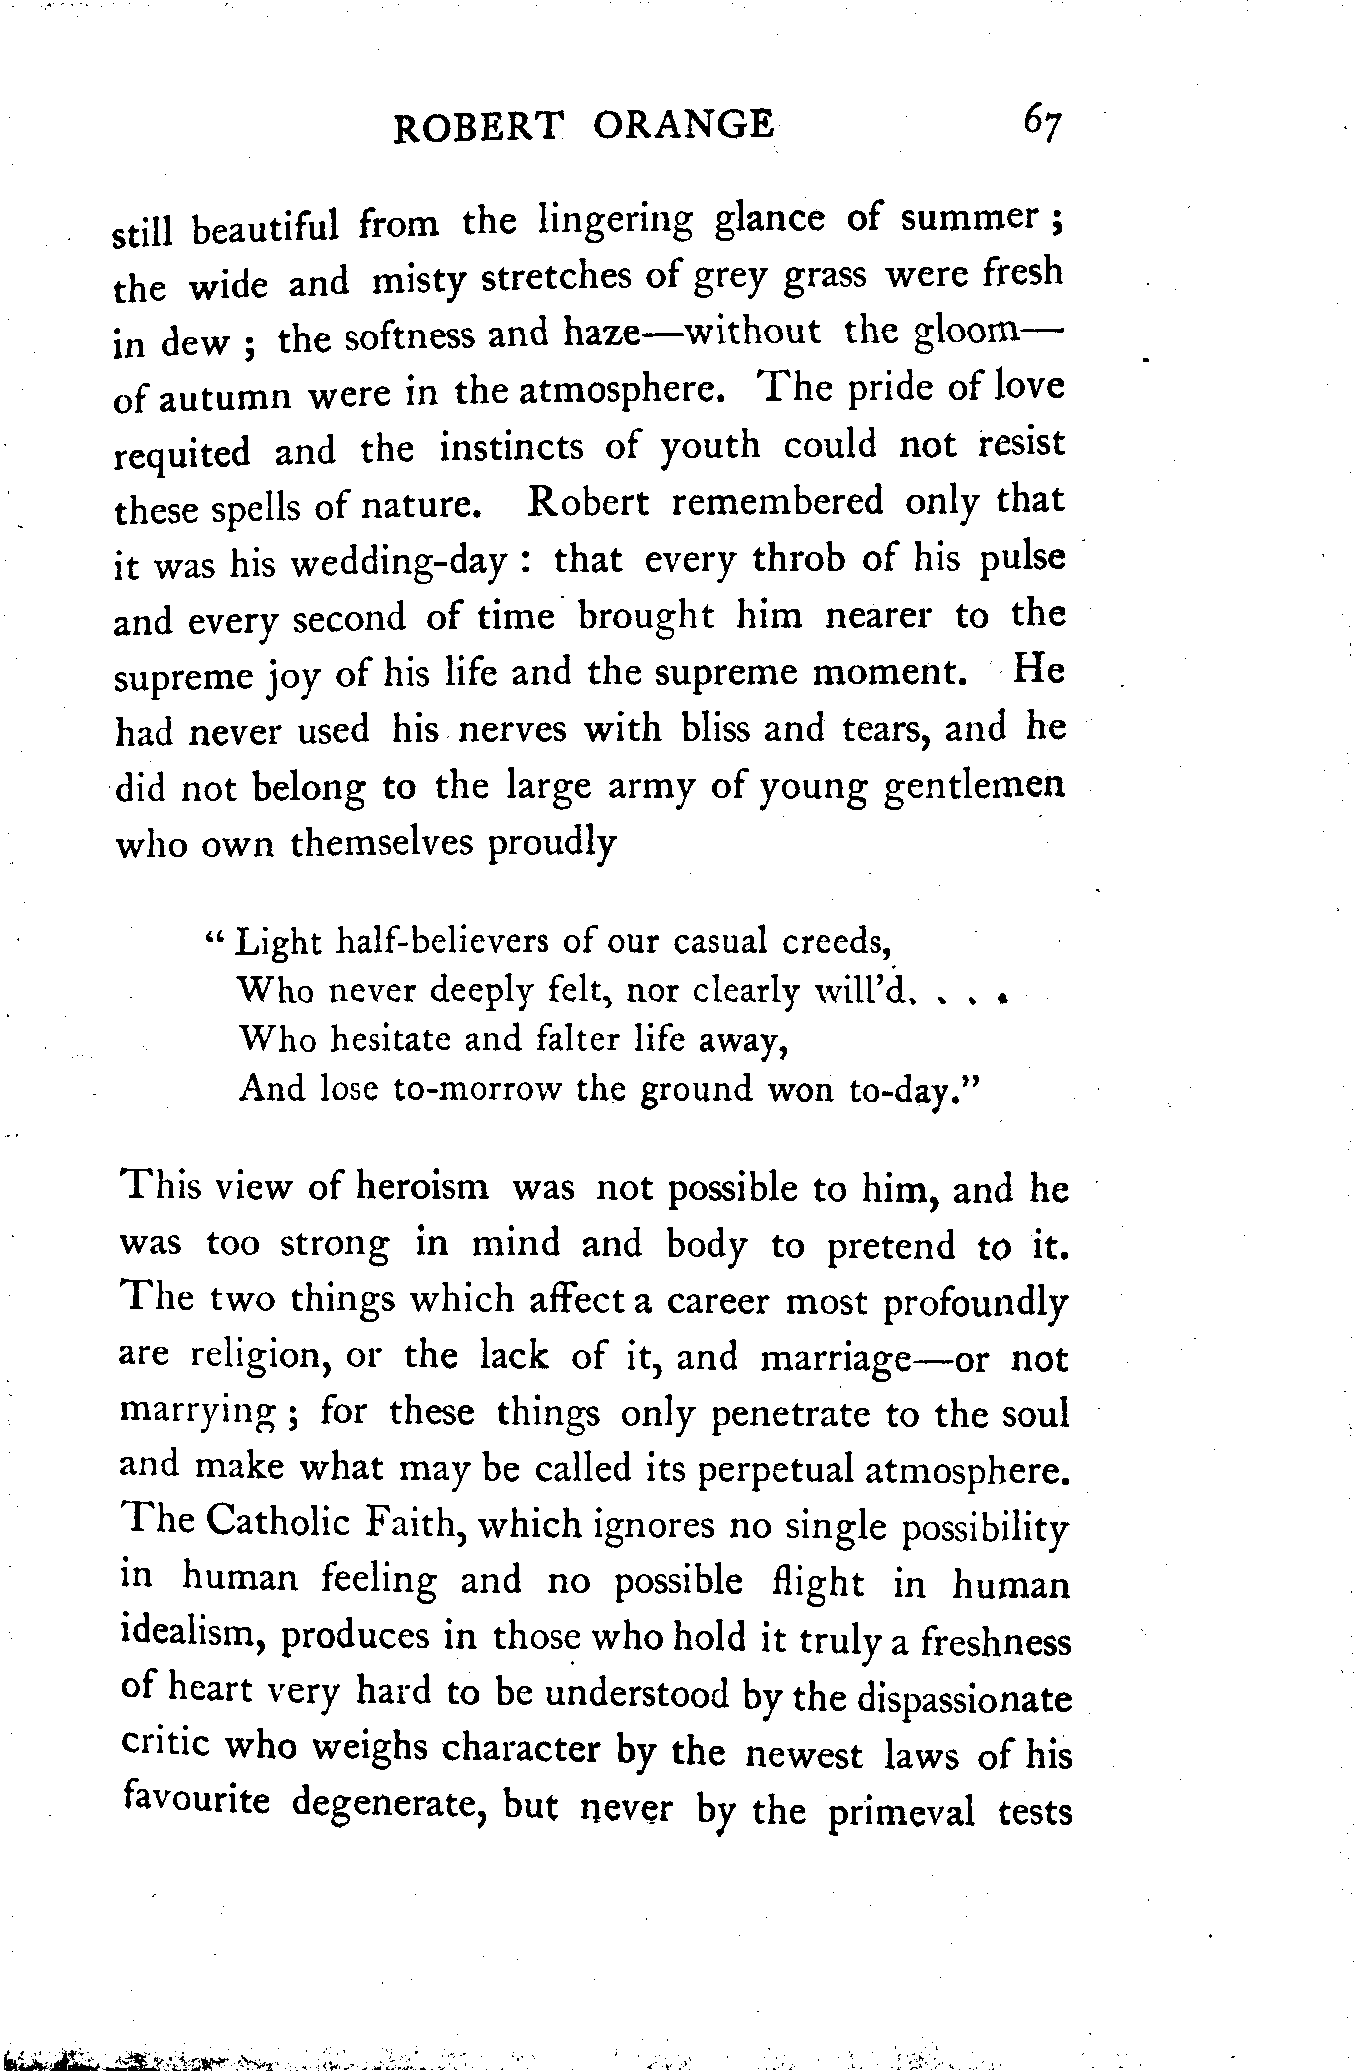 ROBERT ORANGE 67
still beautiful from the lingering glance of summer ;
the wide and misty stretches of grey grass were fresh
in dew ; the softness and haze—without the gloom—
of autumn were in the atmosphere. The pride of love
requited and the instincts of youth could not resist
these spells of nature. Robert remembered only that
it was his wedding-day : that every throb of his pulse
and every second of time brought him nearer to the
supreme joy of his life and the supreme moment. He
had never used his nerves with bliss and tears, and he
did not belong to the large army of young gentlemen
who own themselves proudly
“ Light half-believers of our casual creeds,
Who never deeply felt, nor clearly will’d. . . .
Who hesitate and falter life away,
And lose to-morrow the ground won to-day.”
This view of heroism was not possible to him, and he
was too strong in mind and body to pretend to it.
The two things which affect a career most profoundly
are religion, or the lack of it, and marriage—or not
marrying ; for these things only penetrate to the soul
and make what may be called its perpetual atmosphere.
The Catholic Faith, which ignores no single possibility
in human feeling and no possible flight in human
idealism, produces in those who hold it truly a freshness
of heart very hard to be understood by the dispassionate
critic who weighs character by the newest laws of his
favourite degenerate, but never by the primeval tests